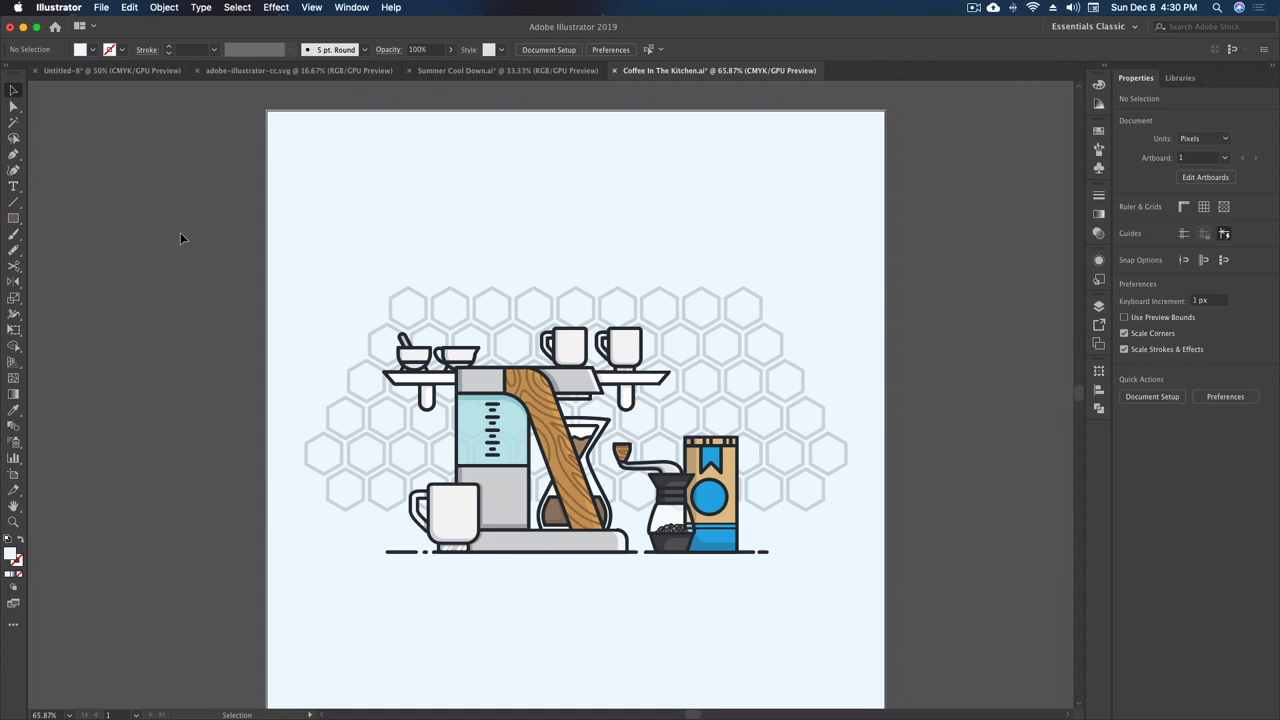 Illustrator File Edit Object Type Select Effect View Window Help
Sun Dec 8 4:30 PM
Adobe Illustrator 2019
Essentials Classic
Search Adobe Stock
No Selection
Stroke:
5 pt. Round
Opacity: 100%
Style:
Document Setup
Preferences
Untitled-8* @ 50% (CMYK/GPU Preview)
adobe-illustrator-cc.svg @ 16.67% (RGB/GPU Preview)
Summer Cool Down.ai* @ 33.33% (RGB/GPU Preview)
Coffee In The Kitchen.ai* @ 65.87% (CMYK/GPU Preview)
Properties
Libraries
No Selection
Document
Units: Pixels
Artboard: 1
Edit Artboards
Ruler & Grids
Guides
Snap Options
Preferences
Keyboard Increment: 1 px
Use Preview Bounds
Scale Corners
Scale Strokes & Effects
Quick Actions
Document Setup
Preferences
65.87%
1
Selection